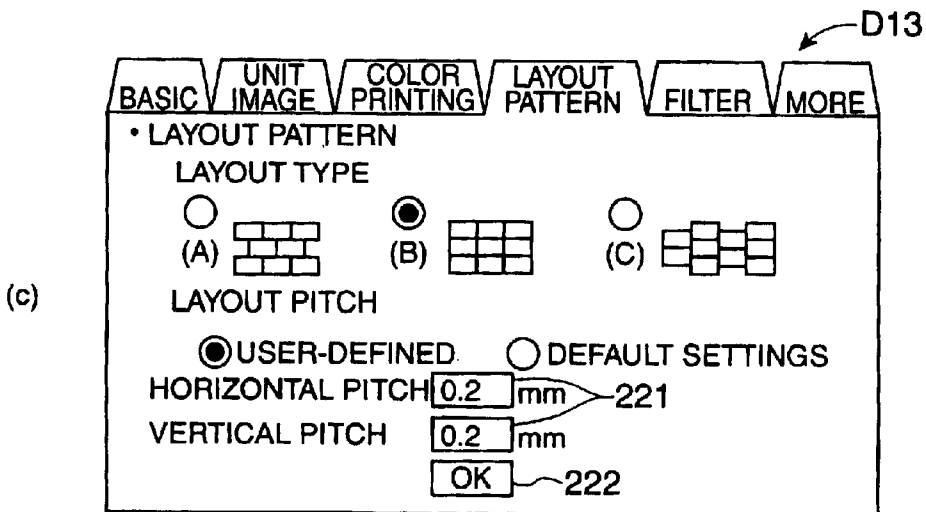 D13
BASIC UNIT IMAGE COLOR PRINTING LAYOUT PATTERN FILTER MORE
• LAYOUT PATTERN
LAYOUT TYPE
(A) (B) (C)
(c)
LAYOUT PITCH
USER-DEFINED DEFAULT SETTINGS
HORIZONTAL PITCH 0.2 mm 221
VERTICAL PITCH 0.2 mm
OK 222